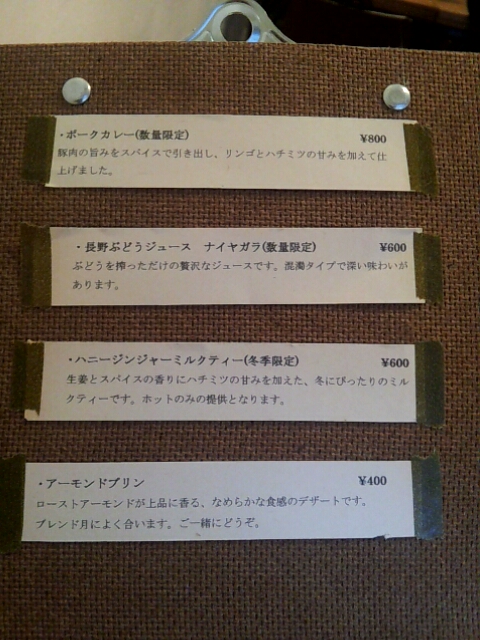 ・ポークカレー(数量限定) ¥800
豚肉の旨みをスパイスで引き出し、リンゴとハチミツの甘みを加えて仕
上げました。
・長野ぶどうジュース ナイヤガラ(数量限定) ¥600
ぶどうを搾っただけの贅沢なジュースです。混濁タイプで深い味わいが
あります。
・ハニージンジャーミルクティー(冬季限定) ¥600
生姜とスパイスの香りにハチミツの甘みを加えた、冬にぴったりのミル
クティーです。ホットのみの提供となります。
・アーモンドプリン ¥400
ローストアーモンドが上品に香る、なめらかな食感のデザートです。
ブレンド月によく合います。ご一緒にどうぞ。